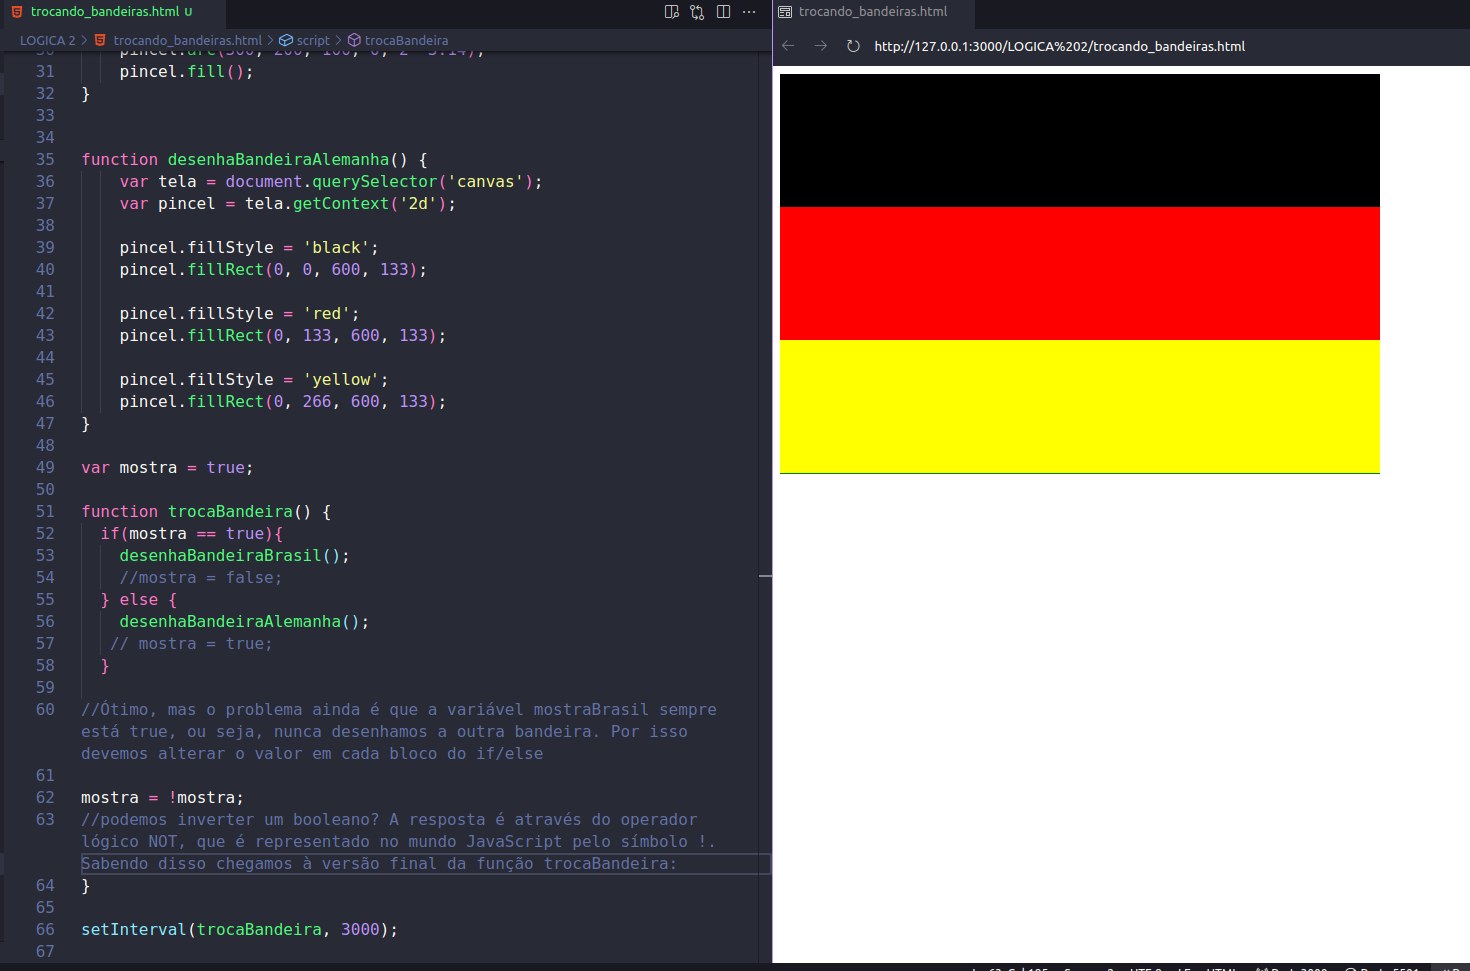 trocando_bandeiras.html U
trocando_bandeiras.html
LOGICA 2 > trocando_bandeiras.html > script > trocaBandeira
http://127.0.0.1:3000/LOGICA%202/trocando_bandeiras.html
31 pincel.fill();
32 }
33
34
35 function desenhaBandeiraAlemanha() {
36 var tela = document.querySelector('canvas');
37 var pincel = tela.getContext('2d');
38
39 pincel.fillStyle = 'black';
40 pincel.fillRect(0, 0, 600, 133);
41
42 pincel.fillStyle = 'red';
43 pincel.fillRect(0, 133, 600, 133);
44
45 pincel.fillStyle = 'yellow';
46 pincel.fillRect(0, 266, 600, 133);
47 }
48
49 var mostra = true;
50
51 function trocaBandeira() {
52 if(mostra == true){
53 desenhaBandeiraBrasil();
54 //mostra = false;
55 } else {
56 desenhaBandeiraAlemanha();
57 // mostra = true;
58 }
59
60 //Ótimo, mas o problema ainda é que a variável mostraBrasil sempre
está true, ou seja, nunca desenhamos a outra bandeira. Por isso
devemos alterar o valor em cada bloco do if/else
61
62 mostra = !mostra;
63 //podemos inverter um booleano? A resposta é através do operador
lógico NOT, que é representado no mundo JavaScript pelo símbolo !.
Sabendo disso chegamos à versão final da função trocaBandeira:
64 }
65
66 setInterval(trocaBandeira, 3000);
67